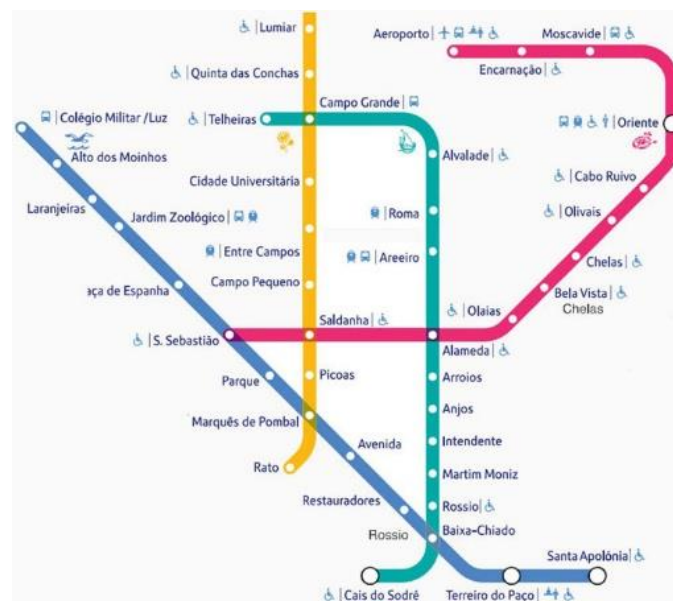 Lumiar
Aeroporto
Moscavide
Quinta das Conchas
Encarnação
Colégio Militar /Luz
Telheiras
Campo Grande
Oriente
Alto dos Moinhos
Alvalade
Cabo Ruivo
Cidade Universitária
Laranjeiras
Jardim Zoológico
Roma
Olivais
Entre Campos
Areeiro
Chelas
Campo Pequeno
aça de Espanha
Bela Vista
Chelas
Olaias
Saldanha
S. Sebastião
Alameda
Parque
Picoas
Arroios
Marquês de Pombal
Anjos
Avenida
Intendente
Rato
Martim Moniz
Restauradores
Rossio
Rossio
Baixa-Chiado
Santa Apolónia
Cais do Sodré
Terreiro do Paço